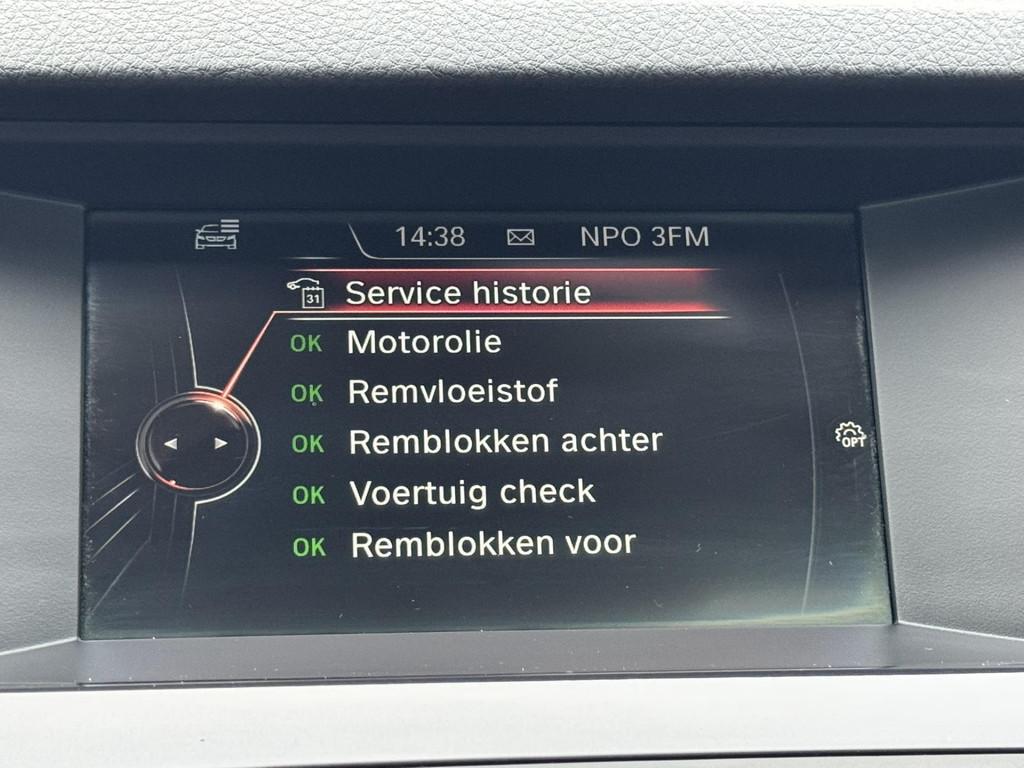 14:38 NPO 3FM
31 Service historie
OK Motorolie
OK Remvloeistof
OK Remblokken achter
OPT
OK Voertuig check
OK Remblokken voor